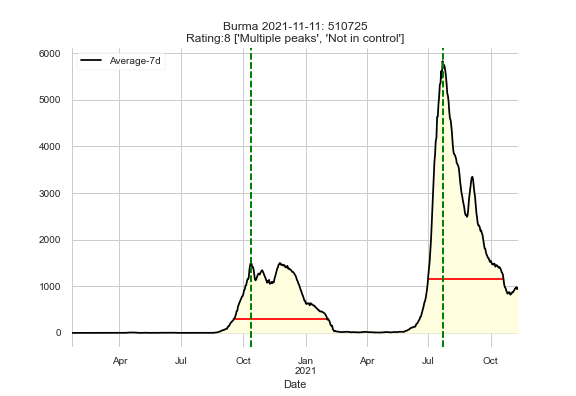 Burma 2021-11-11: 510725
Rating:8 ['Multiple peaks', 'Not in control']
Average-7d
6000
5000
4000
3000
2000
1000
0
Apr Jul Oct Jan Apr Jul Oct
2021
Date